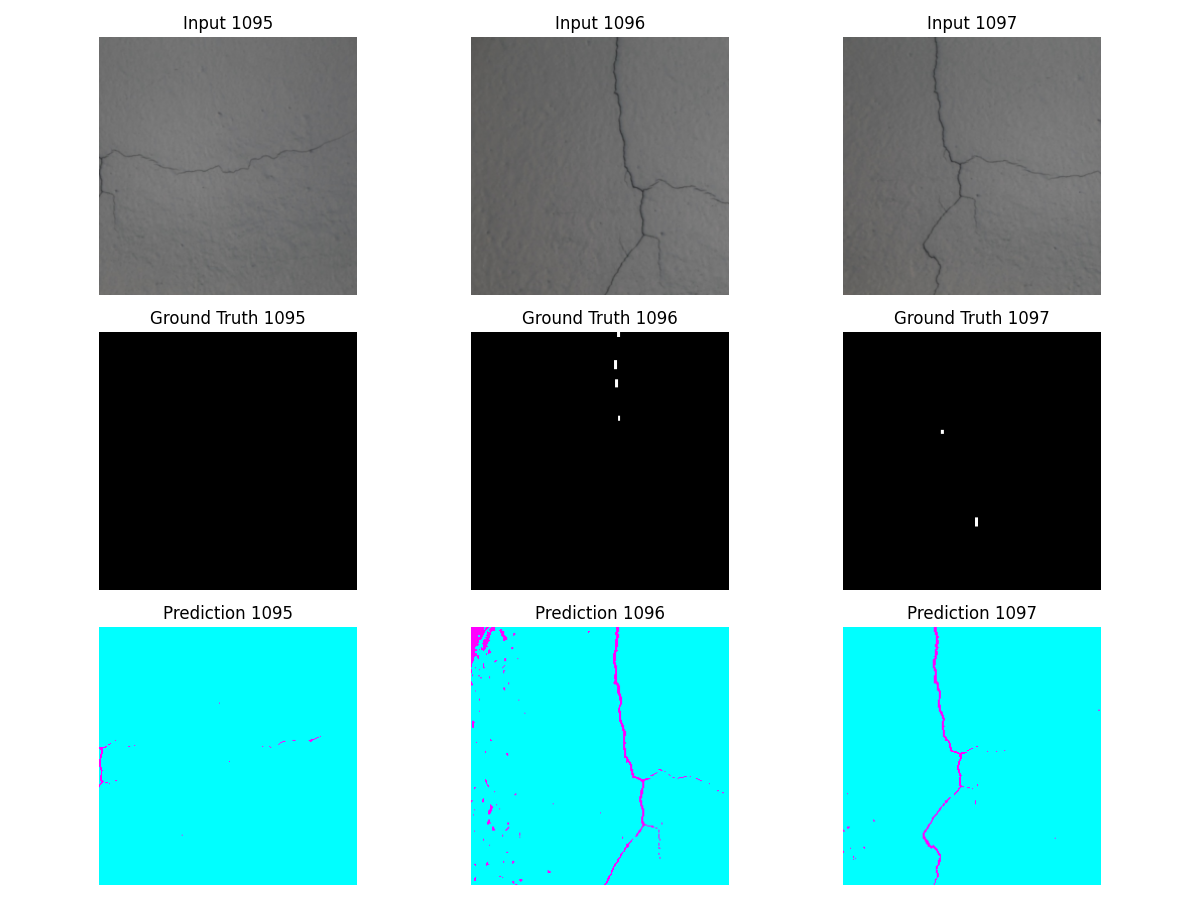 Input 1095
Input 1096
Input 1097
Ground Truth 1095
Ground Truth 1096
Ground Truth 1097
Prediction 1095
Prediction 1096
Prediction 1097